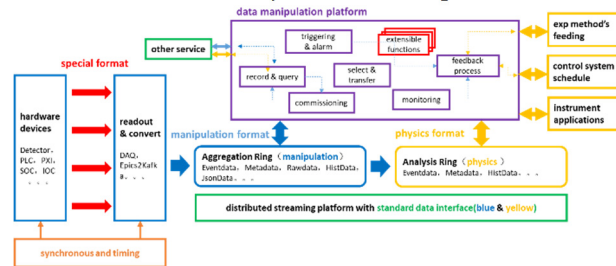 data manipulation platform
other service
triggering
& alarm
extensible
functions
record & query
select &
transfer
feedback
process
commissioning
monitoring
exp method's
feeding
control system
schedule
instrument
applications
special format
hardware
devices
Detector,
PLC, PXI,
SOC, IOC
. . .
readout
& convert
DAQ,
Epics2Kafk
a. . .
manipulation format
physics format
Aggregation Ring (manipulation)
Eventdata, Metadata, Rawdata, HistData,
JsonData. . .
Analysis Ring (physics)
Eventdata, Metadata, HistData. . .
distributed streaming platform with standard data interface(blue & yellow)
synchronous and timing